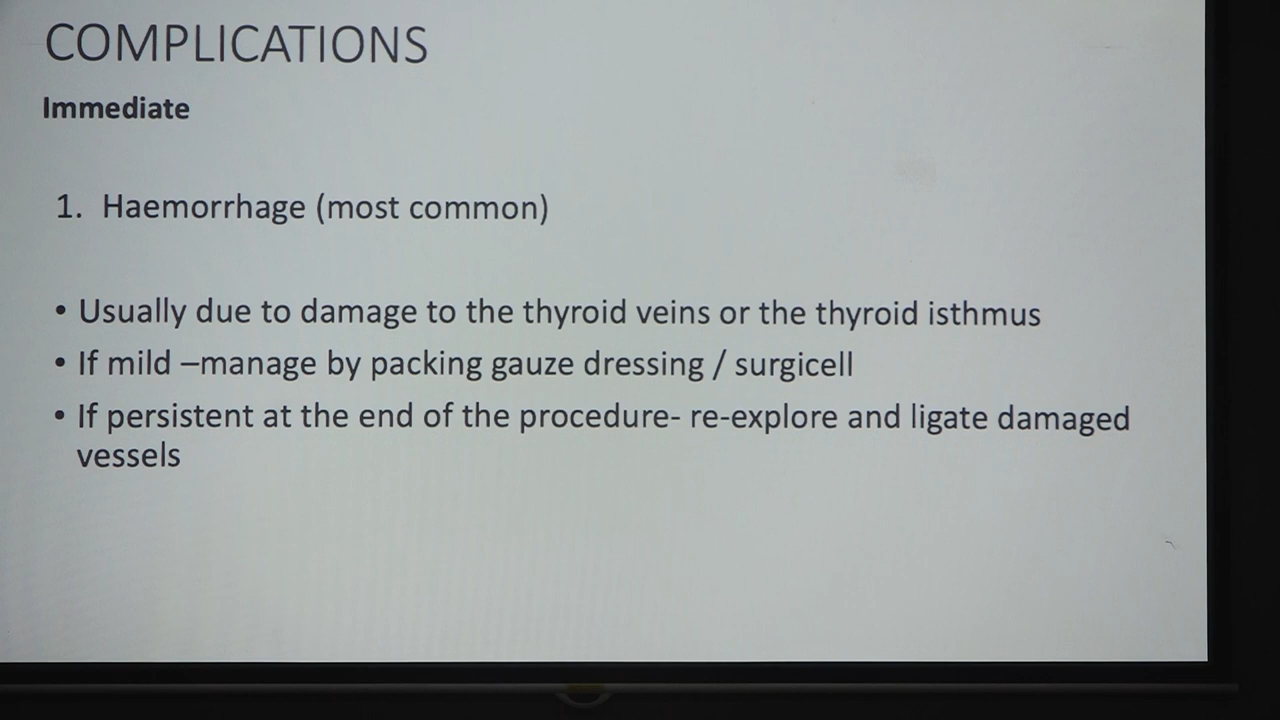 COMPLICATIONS
Immediate
1. Haemorrhage (most common)
• Usually due to damage to the thyroid veins or the thyroid isthmus
• If mild –manage by packing gauze dressing / surgicell
• If persistent at the end of the procedure- re-explore and ligate damaged
vessels